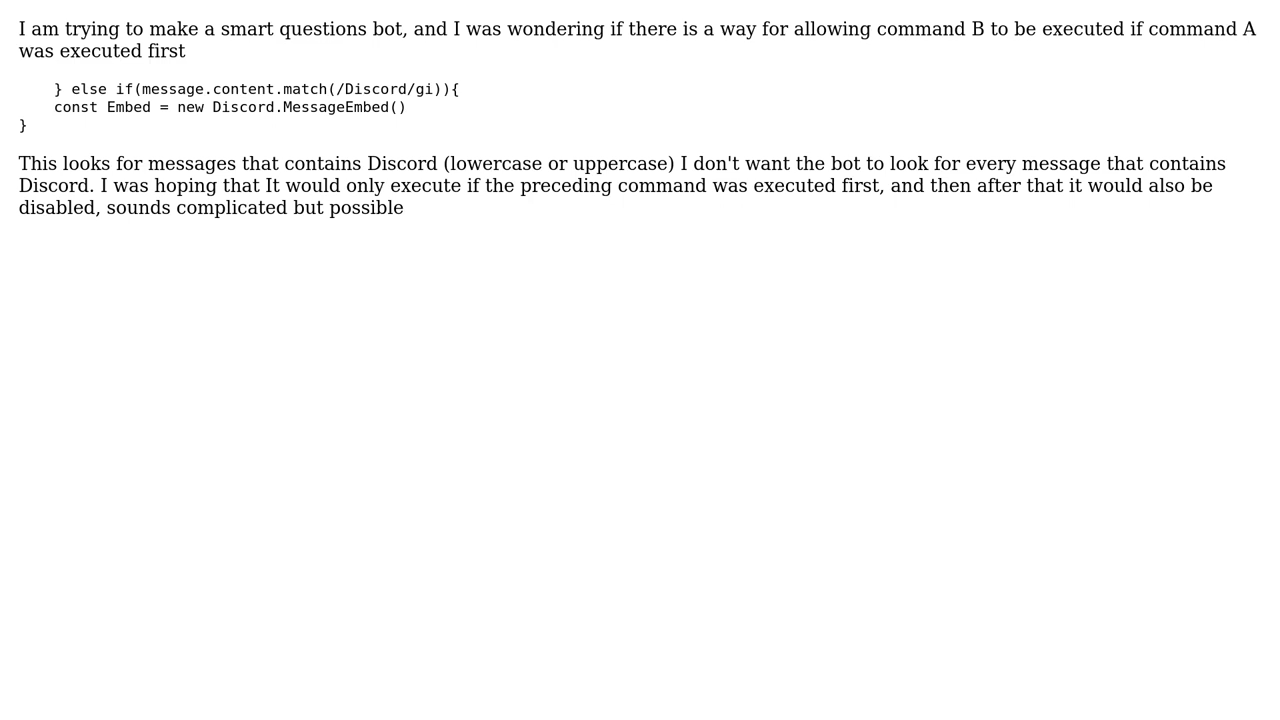 I am trying to make a smart questions bot, and I was wondering if there is a way for allowing command B to be executed if command A
was executed first
    } else if(message.content.match(/Discord/gi)){
    const Embed = new Discord.MessageEmbed()
}
This looks for messages that contains Discord (lowercase or uppercase) I don't want the bot to look for every message that contains
Discord. I was hoping that It would only execute if the preceding command was executed first, and then after that it would also be
disabled, sounds complicated but possible